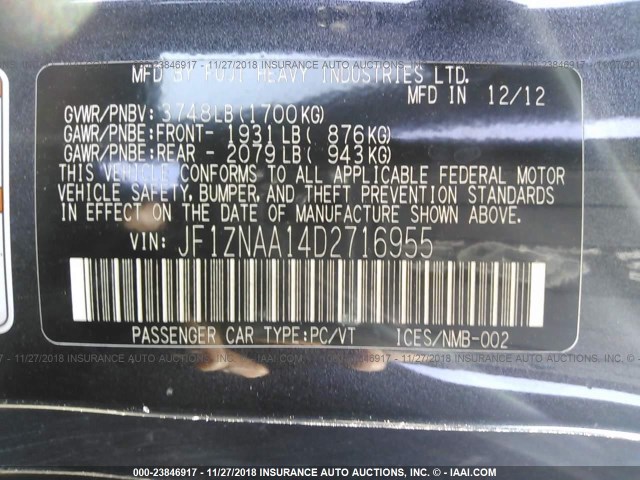 MFD BY FUJI HEAVY INDUSTRIES LTD.
MFD IN 12/12
GVWR/PNBV: 3748LB(1700KG)
GAWR/PNBE:FRONT- 1931LB( 876KG)
GAWR/PNBE:REAR - 2079LB( 943KG)
THIS VEHICLE CONFORMS TO ALL APPLICABLE FEDERAL MOTOR
VEHICLE SAFETY, BUMPER, AND THEFT PREVENTION STANDARDS
IN EFFECT ON THE DATE OF MANUFACTURE SHOWN ABOVE.
VIN: JF1ZNAA14D2716955
PASSENGER CAR TYPE:PC/VT ICES/NMB-002
000-23846917 - 11/27/2018 INSURANCE AUTO AUCTIONS, INC. (TM/SM) - IAAI.COM